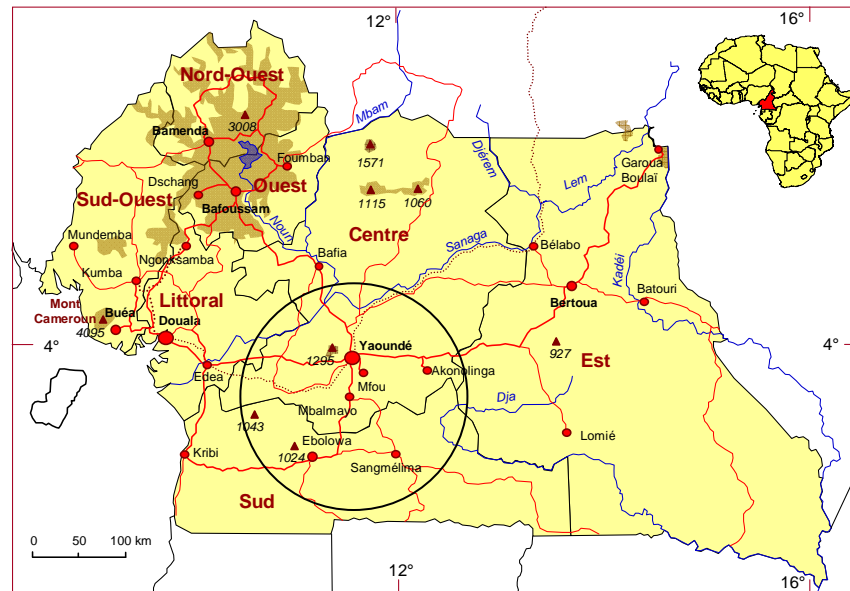 12°
16°
Nord-Ouest
Mbam
3008
Bamenda
Foumban
1571
Djérem
Garoua
Boulaï
Lem
Dschang
Ouest
Sud-Ouest
Bafoussam
1115
1060
Noun
Centre
Mundemba
Sanaga
Ngonksamba
Bafia
Bélabo
Kadéi
Kumba
Littoral
Bertoua
Batouri
Mont
Cameroun
Buéa
4095
Douala
4°
Yaoundé
1295
927
4°
Edea
Mfou
Akonolinga
Est
Mbalmayo
Dja
1043
Ebolowa
1024
Lomié
Kribi
Sangmélima
Sud
0 50 100 km
12°
16°